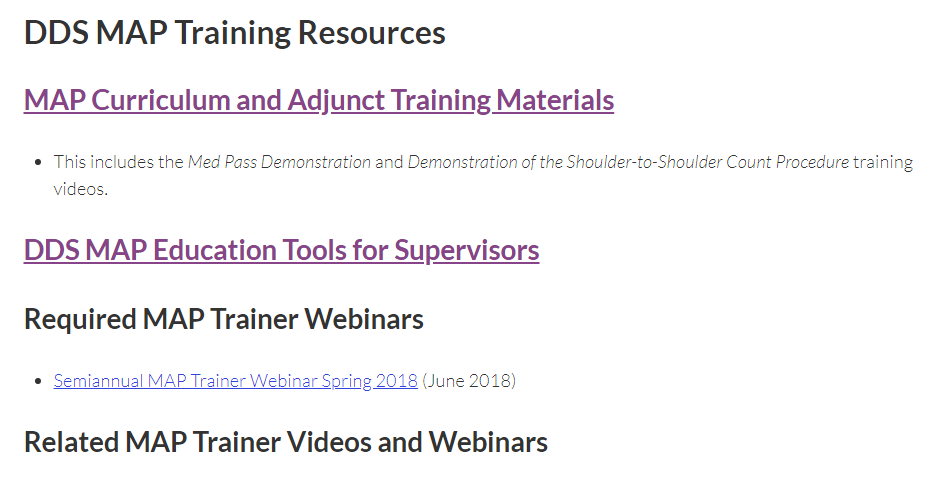 DDS MAP Training Resources
MAP Curriculum and Adjunct Training Materials
• This includes the Med Pass Demonstration and Demonstration of the Shoulder-to-Shoulder Count Procedure training
videos.
DDS MAP Education Tools for Supervisors
Required MAP Trainer Webinars
• Semiannual MAP Trainer Webinar Spring 2018 (June 2018)
Related MAP Trainer Videos and Webinars